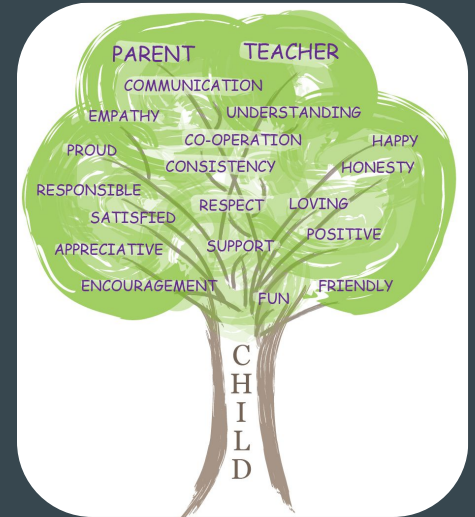 PARENT TEACHER
COMMUNICATION
EMPATHY UNDERSTANDING
PROUD CO-OPERATION HAPPY
CONSISTENCY HONESTY
RESPONSIBLE RESPECT LOVING
SATISFIED POSITIVE
APPRECIATIVE SUPPORT
ENCOURAGEMENT FUN FRIENDLY
CHILD